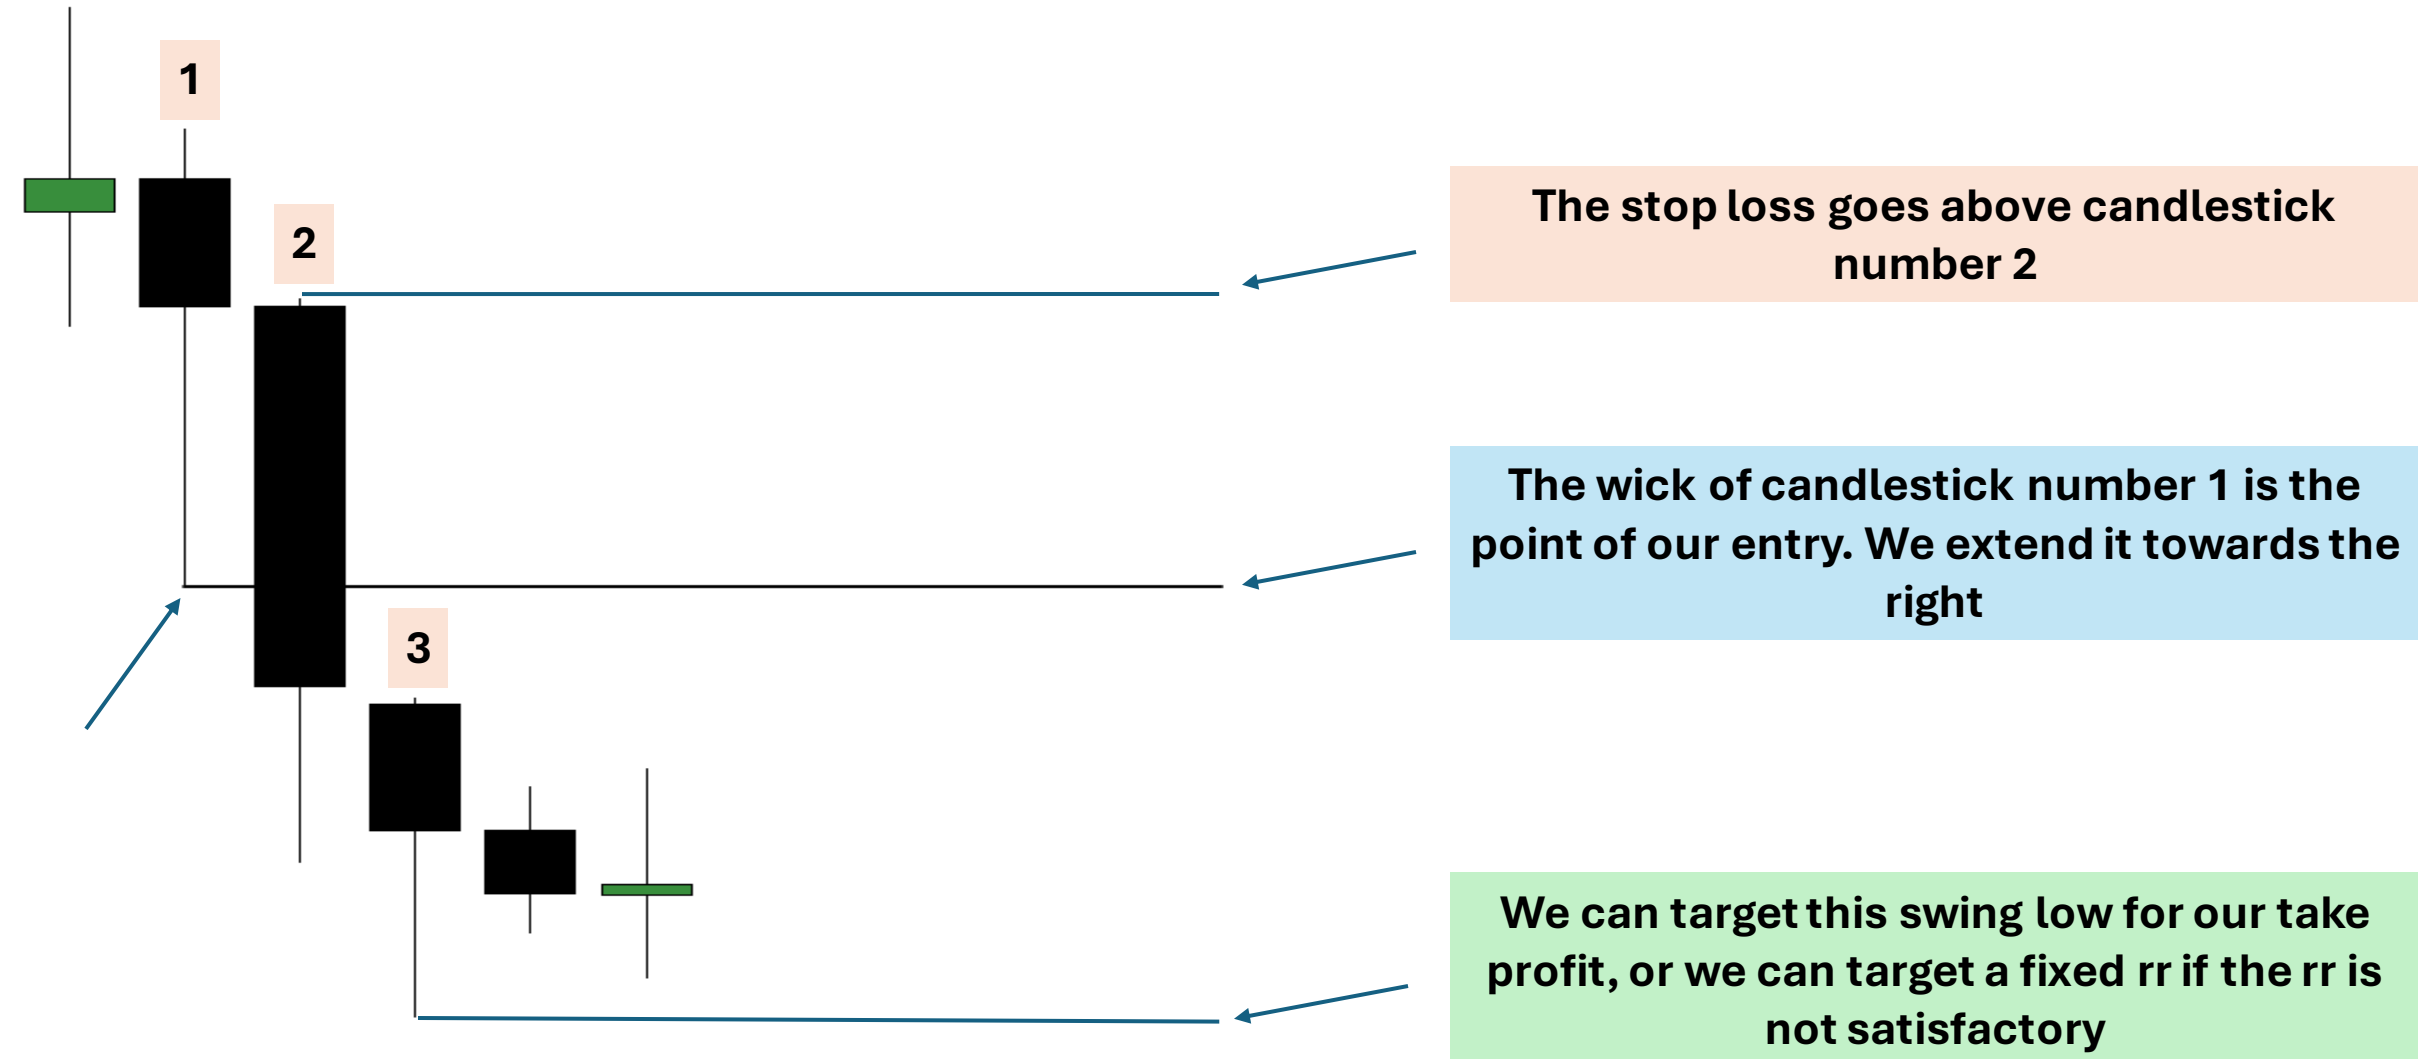 1
2
The stop loss goes above candlestick
number 2
The wick of candlestick number 1 is the
point of our entry. We extend it towards the
right
3
We can target this swing low for our take
profit, or we can target a fixed rr if the rr is
not satisfactory